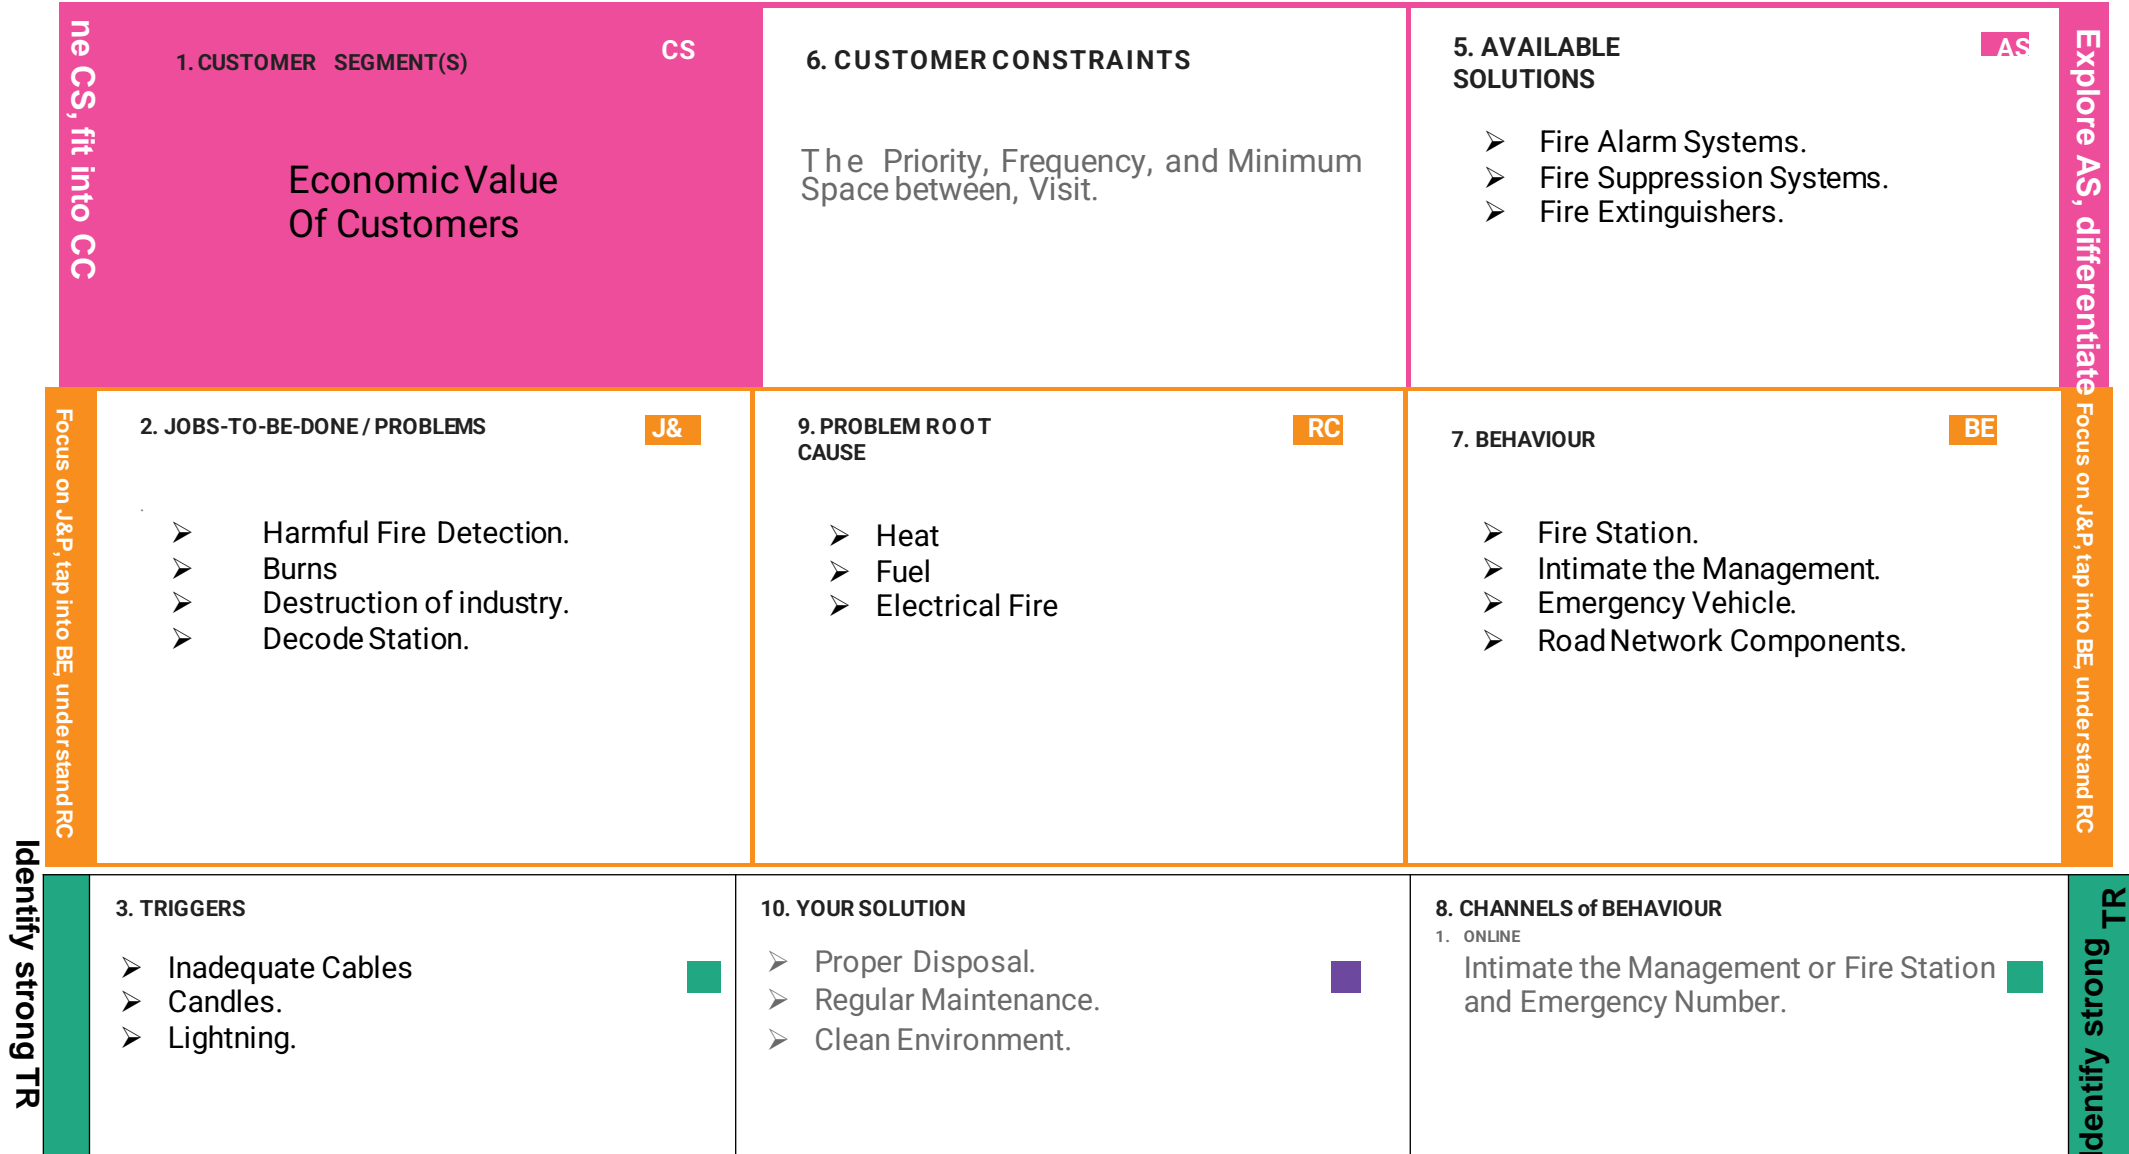 ne CS, fit into CC
1. CUSTOMER SEGMENT(S)
CS
Economic Value
Of Customers
6. CUSTOMER CONSTRAINTS
The Priority, Frequency, and Minimum
Space between, Visit.
5. AVAILABLE
SOLUTIONS
AS
➢ Fire Alarm Systems.
➢ Fire Suppression Systems.
➢ Fire Extinguishers.
Explore AS, differentiate
Focus on J&P, tap into BE, understand RC
2. JOBS-TO-BE-DONE / PROBLEMS
J&
.
➢ Harmful Fire Detection.
➢ Burns
➢ Destruction of industry.
➢ Decode Station.
9. PROBLEM ROOT
CAUSE
RC
➢ Heat
➢ Fuel
➢ Electrical Fire
7. BEHAVIOUR
BE
➢ Fire Station.
➢ Intimate the Management.
➢ Emergency Vehicle.
➢ Road Network Components.
Focus on J&P, tap into BE, understand RC
Identify strong TR
3. TRIGGERS
➢ Inadequate Cables
➢ Candles.
➢ Lightning.
10. YOUR SOLUTION
➢ Proper Disposal.
➢ Regular Maintenance.
➢ Clean Environment.
8. CHANNELS of BEHAVIOUR
1. ONLINE
Intimate the Management or Fire Station
and Emergency Number.
Identify strong
TR